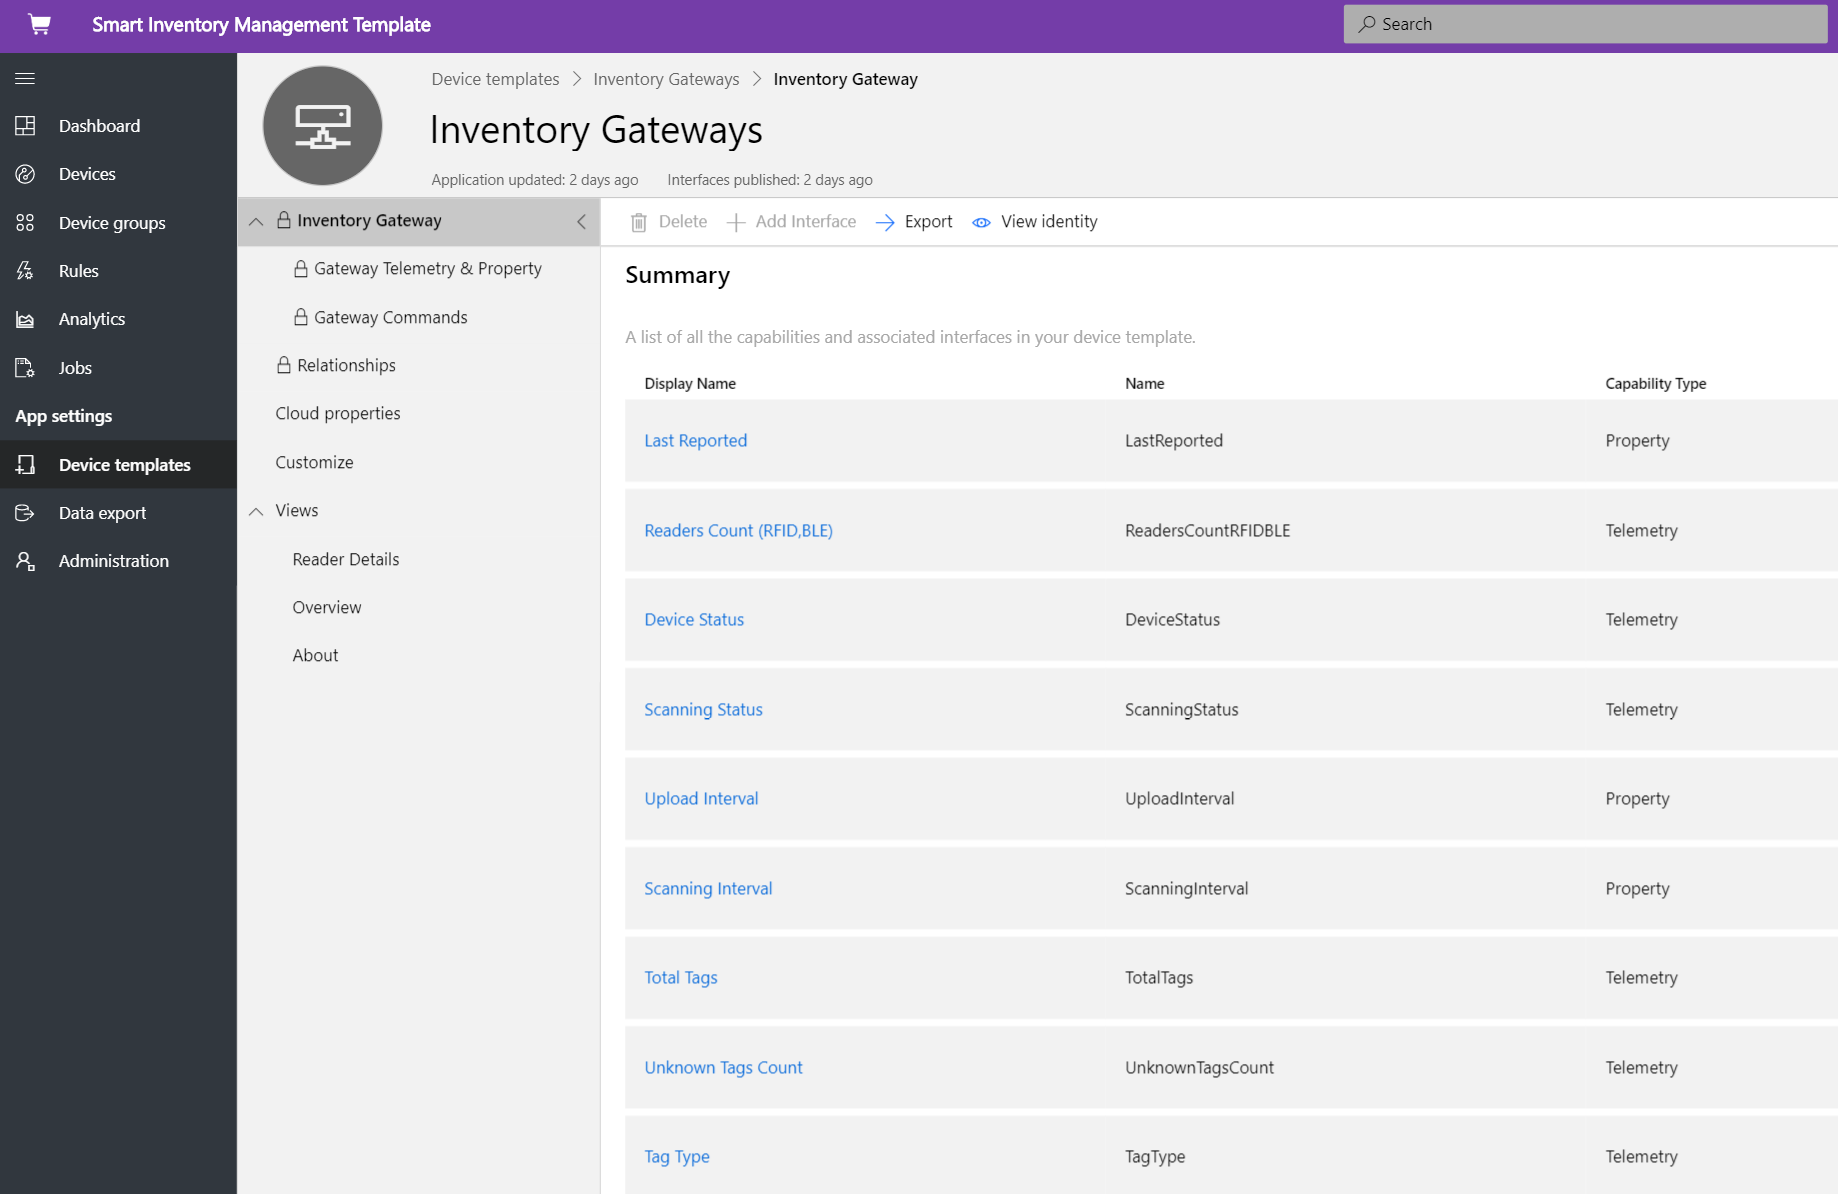 Smart Inventory Management Template
Search
Dashboard
Devices
Device groups
Rules
Analytics
Jobs
App settings
Device templates
Data export
Administration
Device templates > Inventory Gateways > Inventory Gateway
Inventory Gateways
Application updated: 2 days ago Interfaces published: 2 days ago
Inventory Gateway
Gateway Telemetry & Property
Gateway Commands
Relationships
Cloud properties
Customize
Views
Reader Details
Overview
About
Delete Add Interface Export View identity
Summary
A list of all the capabilities and associated interfaces in your device template.
Display Name Name Capability Type
Last Reported LastReported Property
Readers Count (RFID,BLE) ReadersCountRFIDBLE Telemetry
Device Status DeviceStatus Telemetry
Scanning Status ScanningStatus Telemetry
Upload Interval UploadInterval Property
Scanning Interval ScanningInterval Property
Total Tags TotalTags Telemetry
Unknown Tags Count UnknownTagsCount Telemetry
Tag Type TagType Telemetry